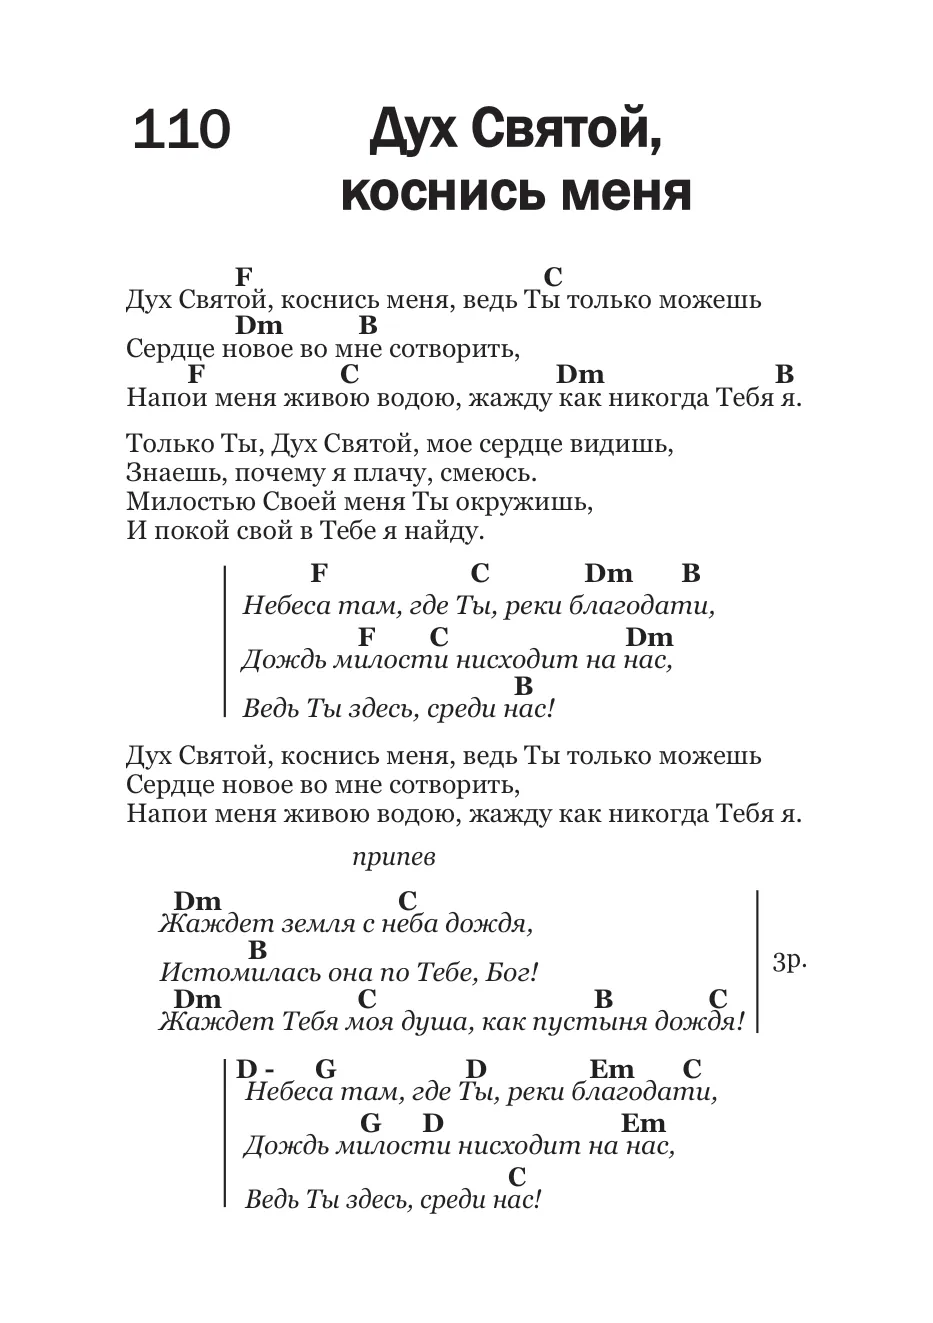 110
Дух Святой,
коснись меня
F C
Дух Святой, коснись меня, ведь Ты только можешь
Dm B
Сердце новое во мне сотворить,
F C Dm B
Напои меня живою водою, жажду как никогда Тебя я.
Только Ты, Дух Святой, мое сердце видишь,
Знаешь, почему я плачу, смеюсь.
Милостью Своей меня Ты окружишь,
И покой свой в Тебе я найду.
F C Dm B
Небеса там, где Ты, реки благодати,
F C Dm
Дождь милости нисходит на нас,
B
Ведь Ты здесь, среди нас!
Дух Святой, коснись меня, ведь Ты только можешь
Сердце новое во мне сотворить,
Напои меня живою водою, жажду как никогда Тебя я.
припев
Dm C
Жаждет земля с неба дождя,
B
Истомилась она по Тебе, Бог!
3р.
Dm C B C
Жаждет Тебя моя душа, как пустыня дождя!
D - G D Em C
Небеса там, где Ты, реки благодати,
G D Em
Дождь милости нисходит на нас,
C
Ведь Ты здесь, среди нас!